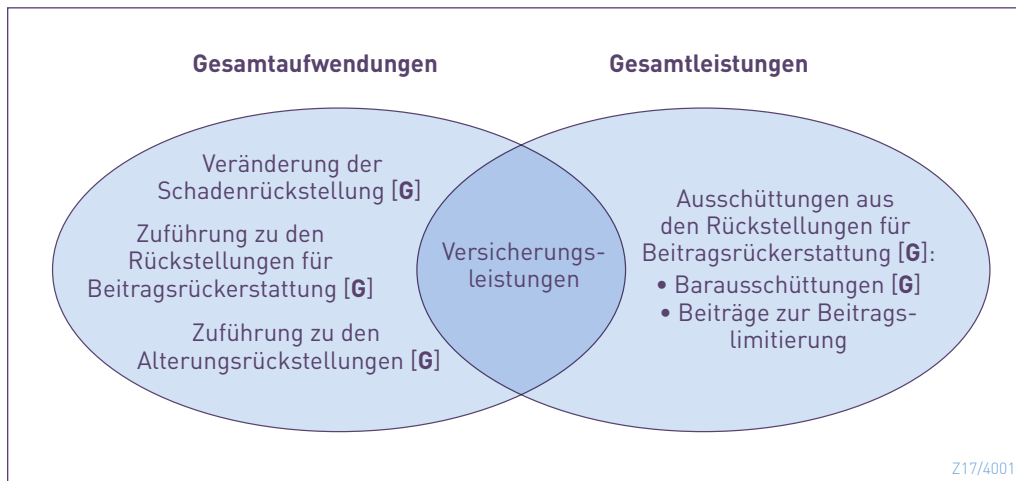 Gesamtaufwendungen
Gesamtleistungen
Veränderung der
Schadenrückstellung [G]
Zuführung zu den
Rückstellungen für
Beitragsrückerstattung [G]
Zuführung zu den
Alterungsrückstellungen [G]
Versicherungs-
leistungen
Ausschüttungen aus
den Rückstellungen für
Beitragsrückerstattung [G]:
• Barausschüttungen [G]
• Beiträge zur Beitrags-
limitierung
Z17/4001